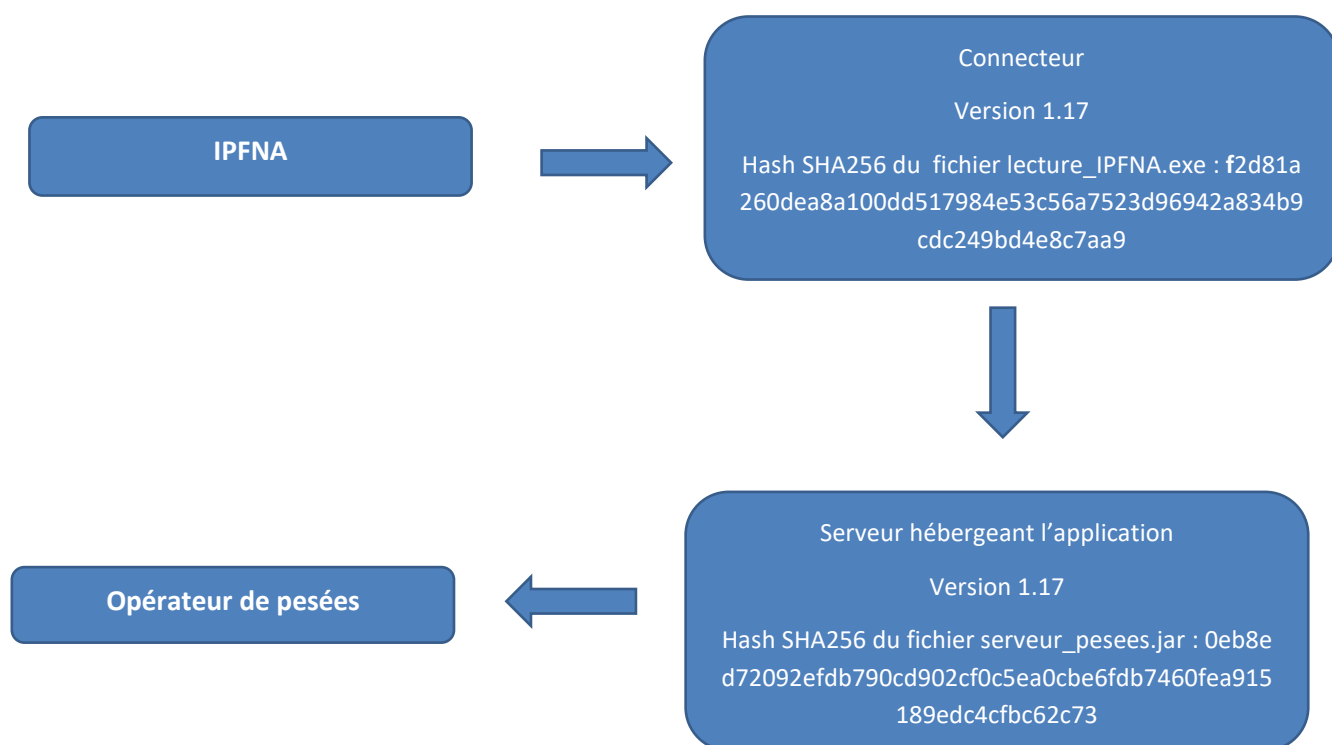 IPFNA
Connecteur
Version 1.17
Hash SHA256 du fichier lecture_IPFNA.exe : f2d81a
260dea8a100dd517984e53c56a7523d96942a834b9
cdc249bd4e8c7aa9
Serveur hébergeant l’application
Version 1.17
Hash SHA256 du fichier serveur_pesees.jar : 0eb8e
d72092efdb790cd902cf0c5ea0cbe6fdb7460fea915
189edc4cfbc62c73
Opérateur de pesées